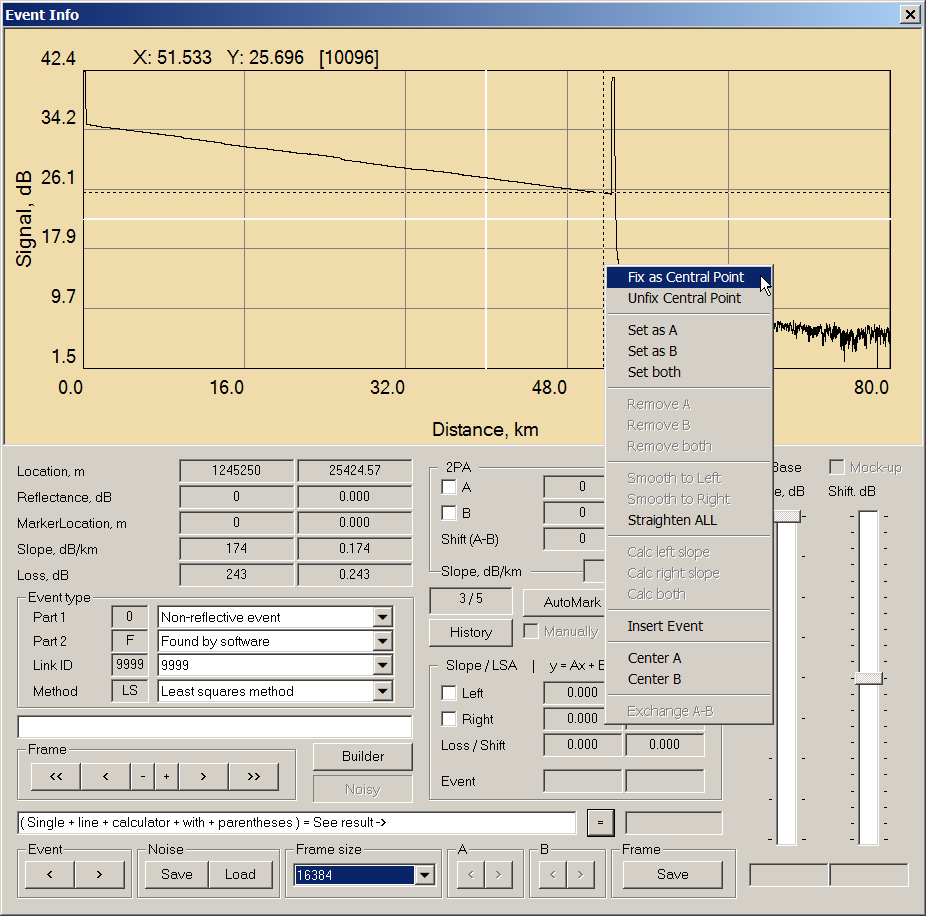 Event Info
42.4 X: 51.533 Y: 25.696 [10096]
34.2
26.1
17.9
9.7
1.5
Signal, dB
0.0 16.0 32.0 48.0 80.0
Distance, km
Fix as Central Point
Unfix Central Point
Set as A
Set as B
Set both
Remove A
Remove B
Remove both
Smooth to Left
Smooth to Right
Straighten ALL
Calc left slope
Calc right slope
Calc both
Insert Event
Center A
Center B
Exchange A-B
Location, m 1245250 25424.57
Reflectance, dB 0 0.000
MarkerLocation, m 0 0.000
Slope, dB/km 174 0.174
Loss, dB 243 0.243
Event type
Part 1 0 Non-reflective event
Part 2 F Found by software
Link ID 9999 9999
Method LS Least squares method
2PA
A 0
B 0
Shift (A-B) 0
Slope, dB/km
3 / 5 AutoMark
History Manually
Slope / LSA | y = Ax + B
Left 0.000
Right 0.000
Loss / Shift 0.000 0.000
Event
Base Mock-up
e, dB Shift. dB
Frame
<< < - + > >>
Builder
Noisy
( Single + line + calculator + with + parentheses ) = See result -> =
Event
< >
Noise
Save Load
Frame size
16384
A
< >
B
< >
Frame
Save